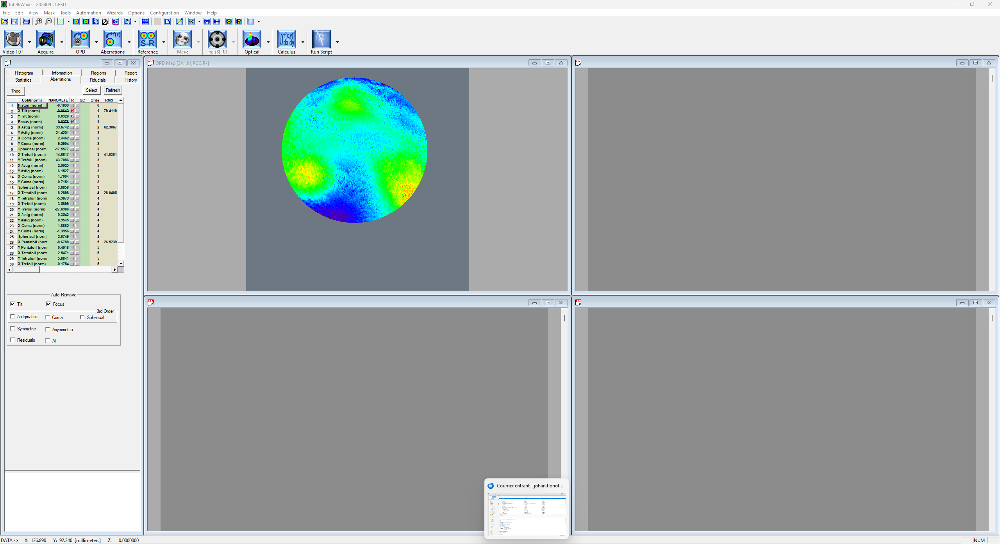 IntelliWave - 202409~1.ESD
File Edit View Mask Tools Automation Wizards Options Configuration Window Help
Video [ 0 ] Acquire OPD Aberrations Reference Mask Fid (S) [0] Optical Calculus Run Script
f(r)
S-R
∫∫f(x,y) dx dy
OPD Map [3A1,M,PCG,R-]
Histogram Information Regions Report
Statistics Aberrations Fiducials History
Theo Select Refresh
UofA(norm) NANOMETE R QC Orde RMS
1 Piston (norm) -0.1899 0
2 X Tilt (norm) -0.0642 1 79.4119
3 Y Tilt (norm) 0.0328 1
4 Focus (norm) 0.0276 1
5 X Astig (norm) 39.6742 2 62.3067
6 Y Astig (norm) 21.4251 2
7 X Coma (norm) 2.4462 2
8 Y Coma (norm) 9.5904 2
9 Spherical (norm -17.5577 2
10 X Trefoil (norm) -14.6617 3 41.0301
11 Y Trefoil. (norm) 43.7086 3
12 X Astig (norm) 2.9925 3
13 Y Astig (norm) 6.1527 3
14 X Coma (norm) 1.7004 3
15 Y Coma (norm) -0.7151 3
16 Spherical (norm 3.8858 3
17 X Tetrafoil (norm -8.2898 4 28.0405
18 Y Tetrafoil (norm -5.3879 4
19 X Trefoil (norm) -3.5899 4
20 Y Trefoil (norm) -27.6986 4
21 X Astig (norm) -0.3542 4
22 Y Astig (norm) 0.9545 4
23 X Coma (norm) -1.8865 4
24 Y Coma (norm) -1.3956 4
25 Spherical (norm 2.0749 4
26 X Pentafoil (norr -0.6788 5 26.5239
27 Y Pentafoil (norn 0.4918 5
28 X Tetrafoil (norm 2.5471 5
29 Y Tetrafoil (norm 5.8841 5
30 X Trefoil (norm) -0.1754 5
Auto Remove
Tilt Focus
3rd Order
Astigmatism Coma Spherical
Symmetric Asymmetric
Residuals All
Courrier entrant - johan.floriot...
DATA -> X: 136.890 Y: 92.340 [millimeters] Z: 0.0000000
NUM